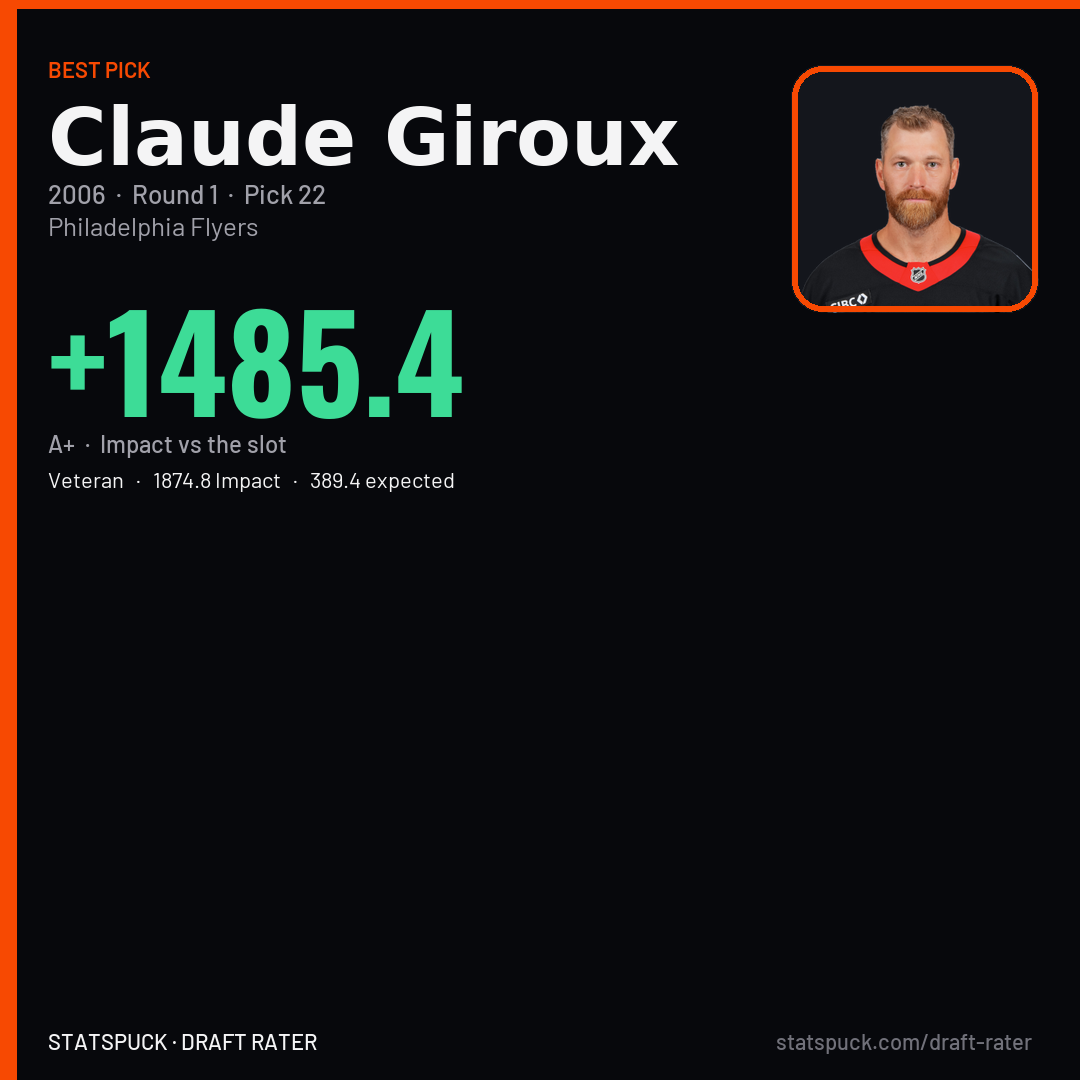 BEST PICK
Claude Giroux
2006 · Round 1 · Pick 22
Philadelphia Flyers
+1485.4
A+ · Impact vs the slot
Veteran · 1874.8 Impact · 389.4 expected
STATSPUCK · DRAFT RATER
statspuck.com/draft-rater